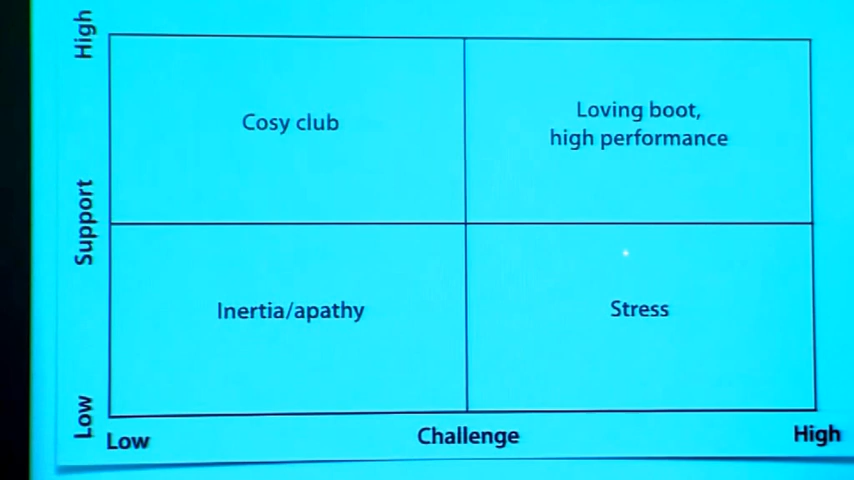 High
Cosy club
Loving boot,
high performance
Support
Inertia/apathy
Stress
Low
Low
Challenge
High